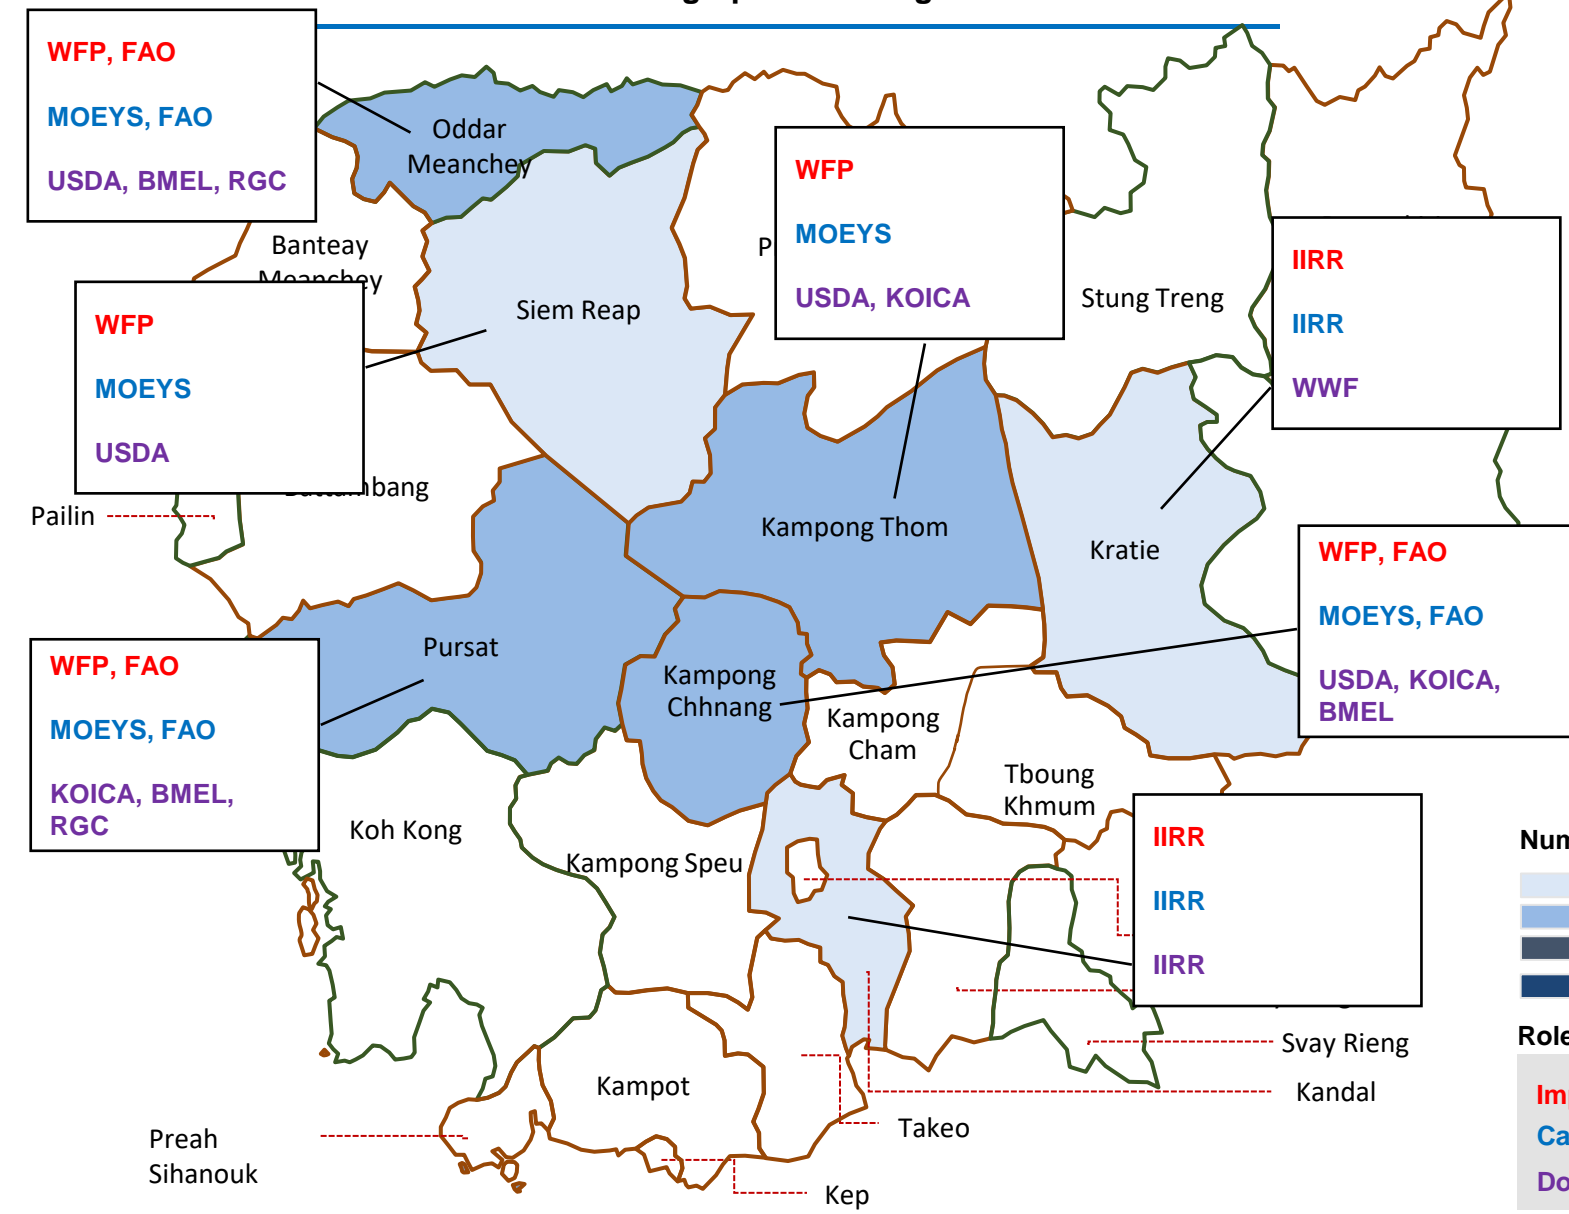 WFP, FAO
MOEYS, FAO
USDA, BMEL, RGC
Oddar
Meanchey
WFP
MOEYS
USDA, KOICA
Banteay
Meanchey
Siem Reap
Stung Treng
IIRR
IIRR
WWF
WFP
MOEYS
USDA
Battambang
Pailin
Kampong Thom
Kratie
WFP, FAO
MOEYS, FAO
USDA, KOICA,
BMEL
Pursat
WFP, FAO
MOEYS, FAO
KOICA, BMEL,
RGC
Kampong
Chhnang
Kampong
Cham
Tboung
Khmum
Koh Kong
Kampong Speu
IIRR
IIRR
IIRR
Num
Role
Imp
Ca
Do
Svay Rieng
Kandal
Kampot
Takeo
Preah
Sihanouk
Kep